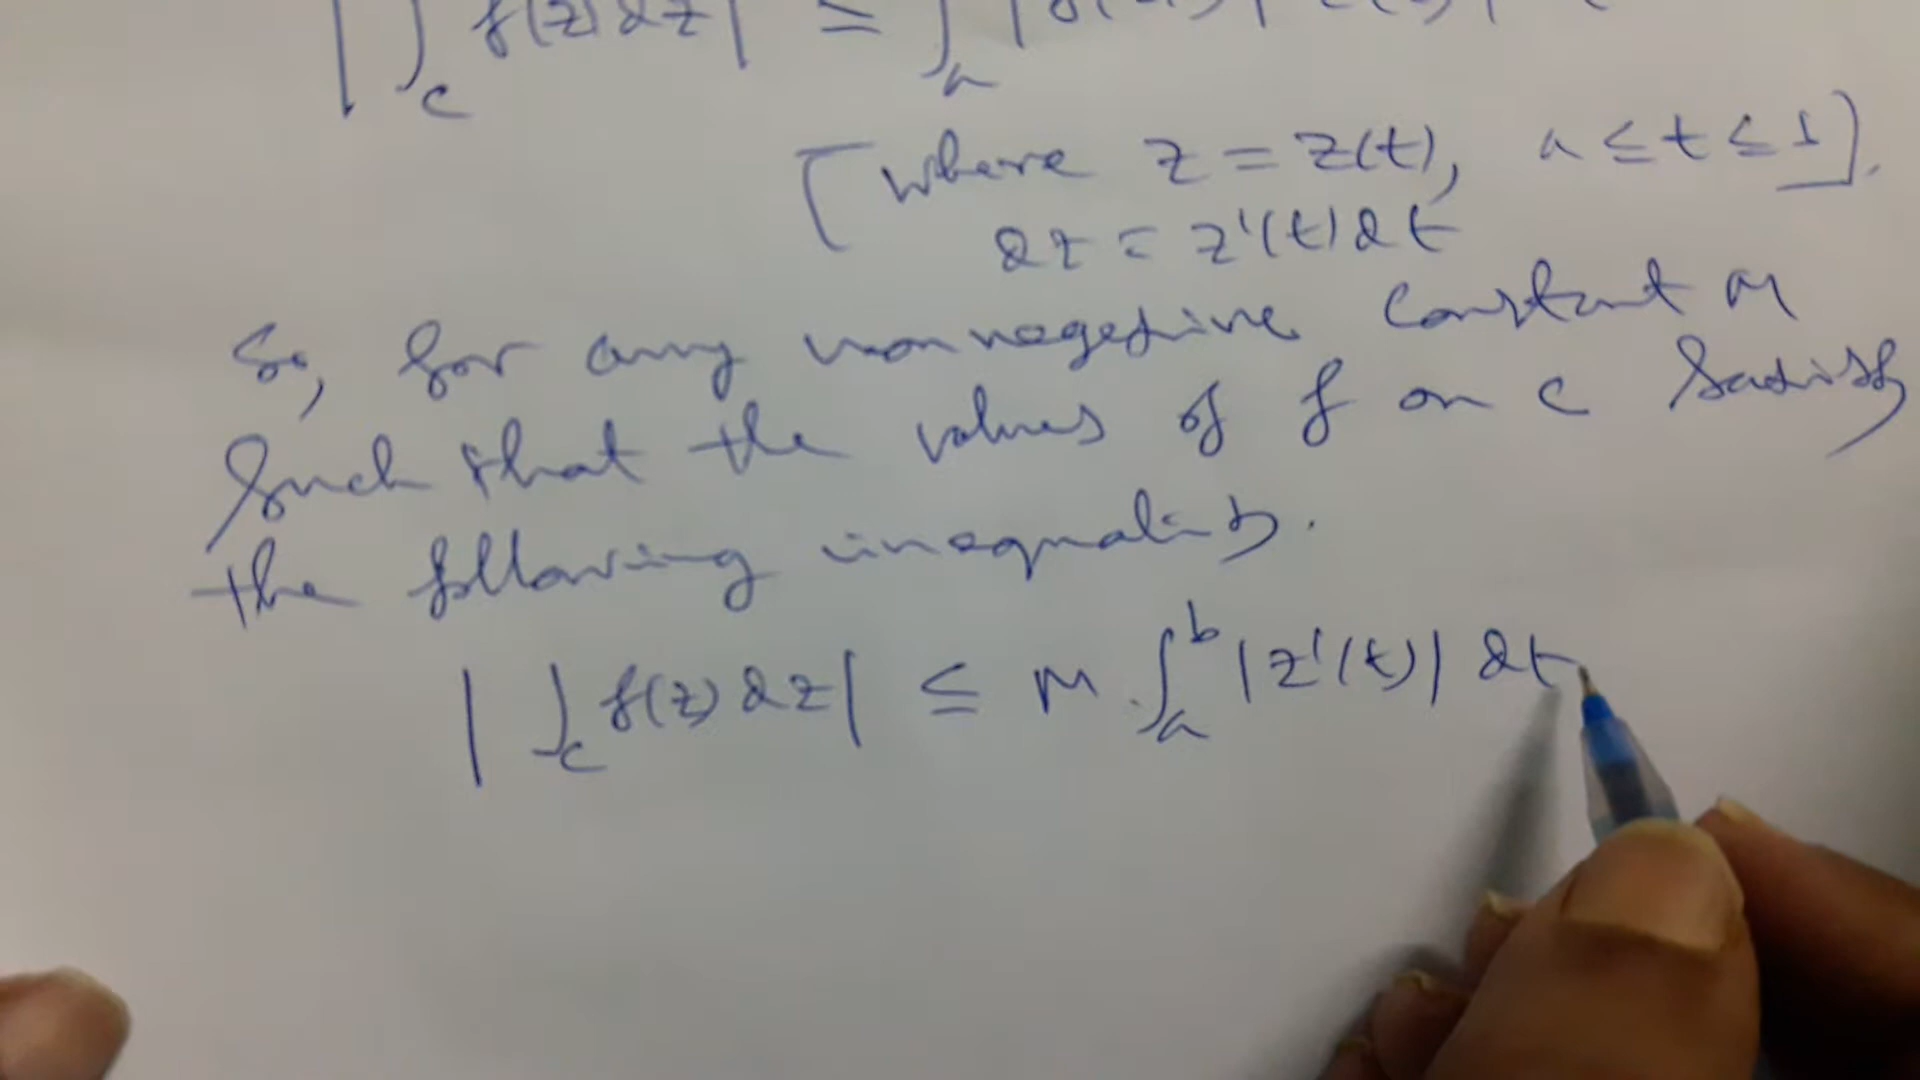 | ∫_c f(z) dz | ≤ ∫_a
[where z = z(t), a ≤ t ≤ b].
dz = z'(t) dt
So, for any nonnegative constant M
such that the values of f on c satisfy
the following inequality.
| ∫_c f(z) dz | ≤ M . ∫_a^b |z'(t)| dt